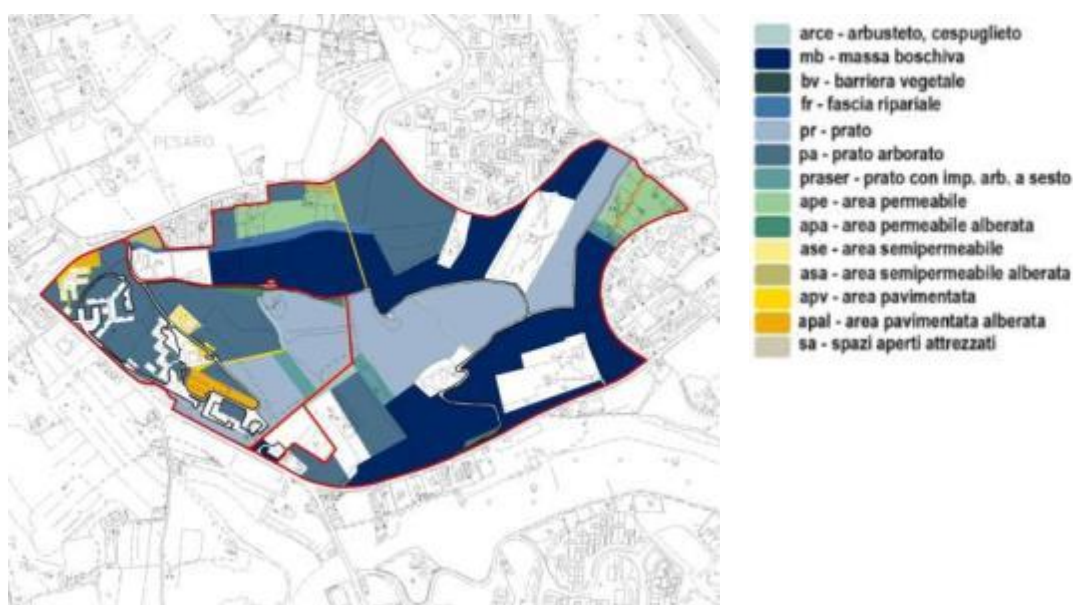 PESARO
arce - arbusteto, cespuglieto
mb - massa boschiva
bv - barriera vegetale
fr - fascia ripariale
pr - prato
pa - prato arborato
praser - prato con imp. arb. a sesto
ape - area permeabile
apa - area permeabile alberata
ase - area semipermeabile
asa - area semipermeabile alberata
apv - area pavimentata
apal - area pavimentata alberata
sa - spazi aperti attrezzati